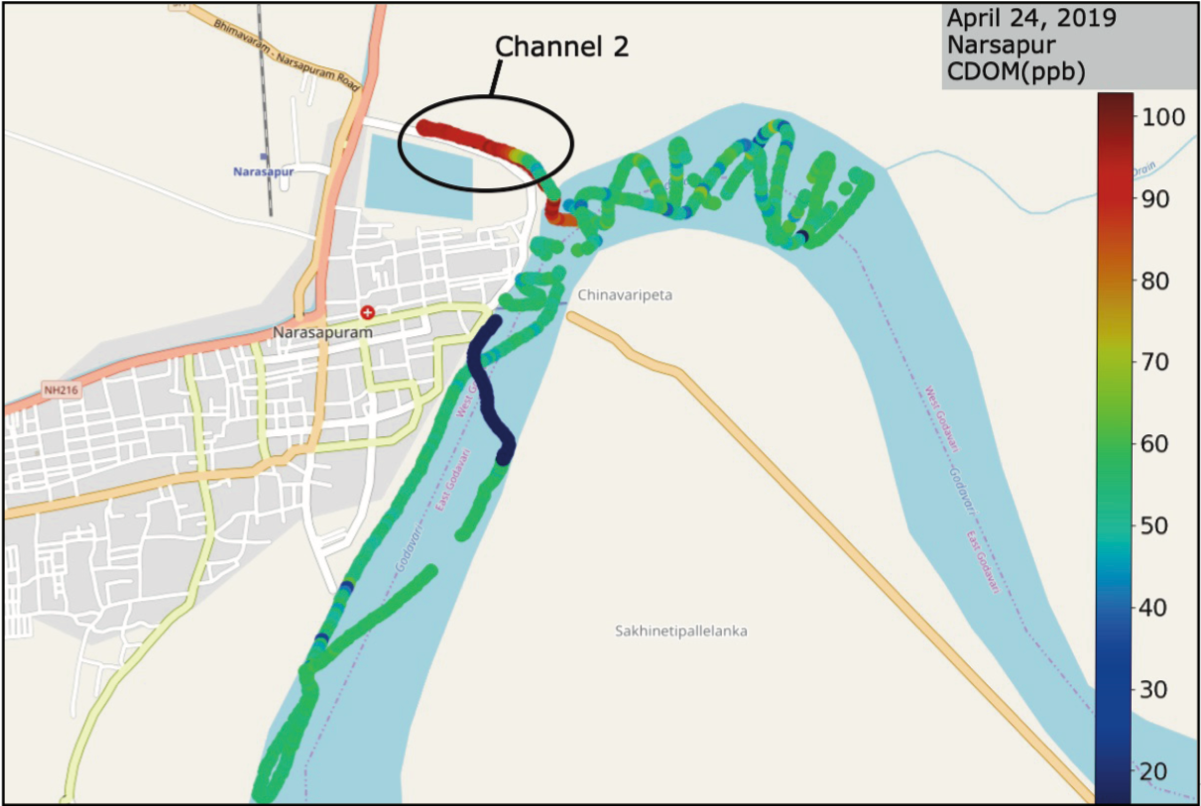 April 24, 2019
Narsapur
CDOM(ppb)
Channel 2
Bhimavaram - Narsapuram Road
Narasapur
Drain
100
90
80
70
60
50
40
30
20
Chinavaripeta
Narasapuram
NH216
West G
East Godavari
Godavari
West Godavari
Godavari
East Godavari
Sakhinetipallelanka